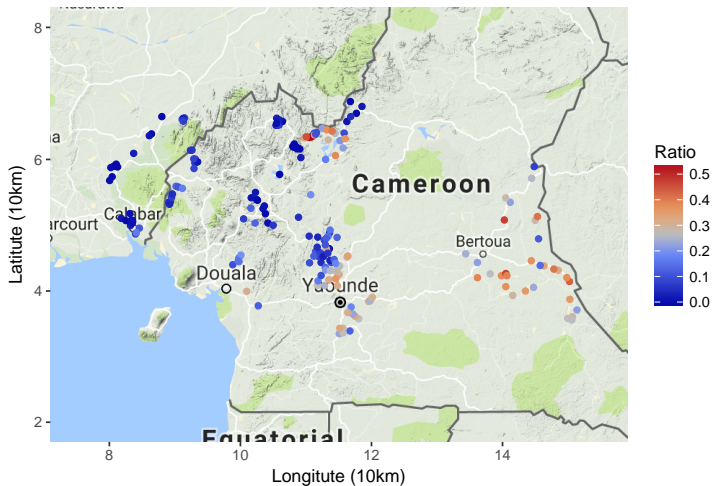 8
6
4
2
Latitute (10km)
Cameroon
Calabar
arcourt
Bertoua
Douala
Yaounde
Equatorial
8
10
12
14
Longitute (10km)
Ratio
0.5
0.4
0.3
0.2
0.1
0.0